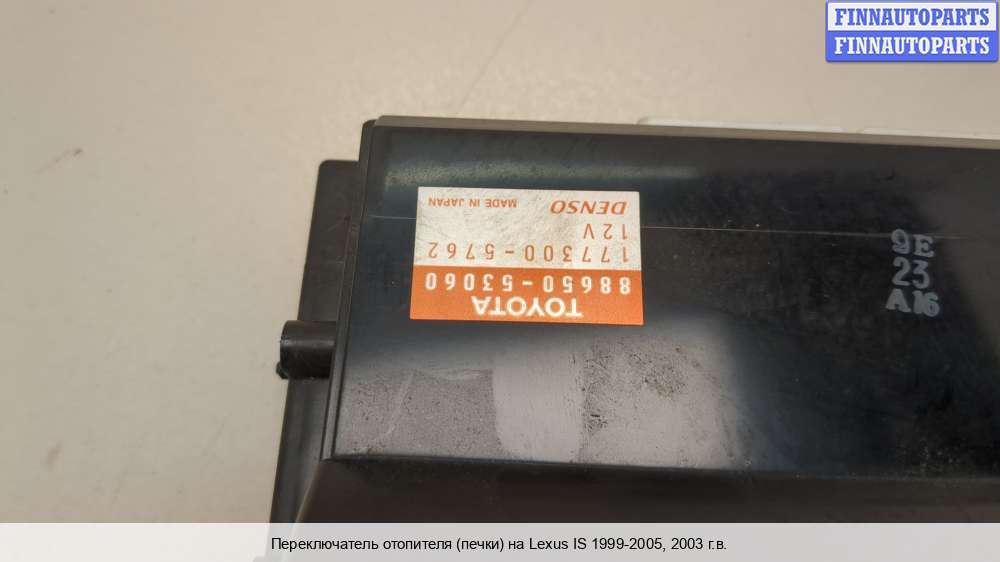 FINNAUTOPARTS
FINNAUTOPARTS
TOYOTA
88650-53060
177300-5762
12V
DENSO MADE IN JAPAN
9E
23
A16
Переключатель отопителя (печки) на Lexus IS 1999-2005, 2003 г.в.